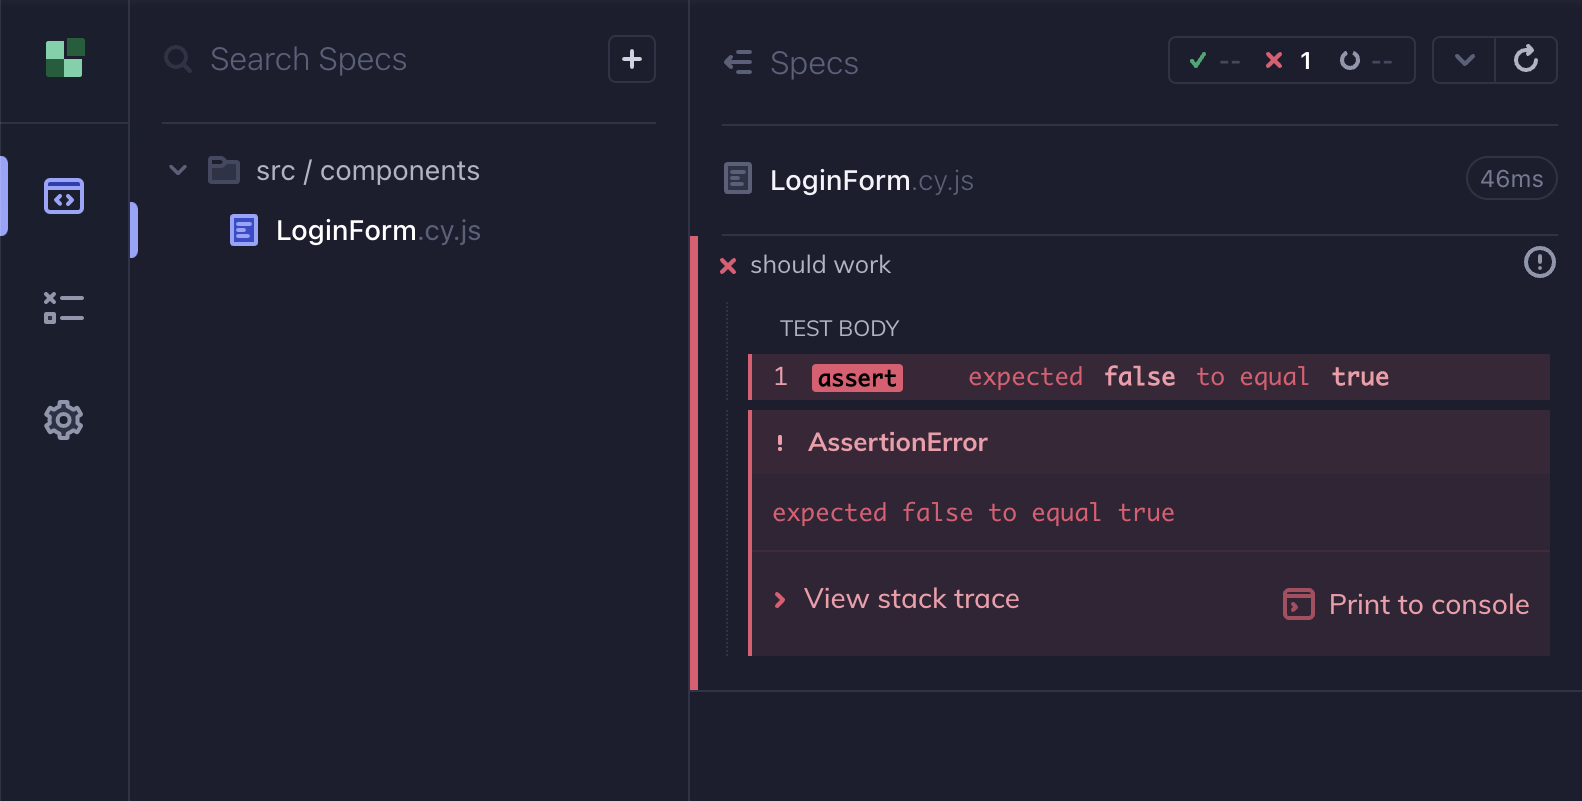 Search Specs
+
src / components
LoginForm.cy.js
Specs
-- 1 --
LoginForm.cy.js
46ms
should work
TEST BODY
1 assert expected false to equal true
! AssertionError
expected false to equal true
View stack trace
Print to console